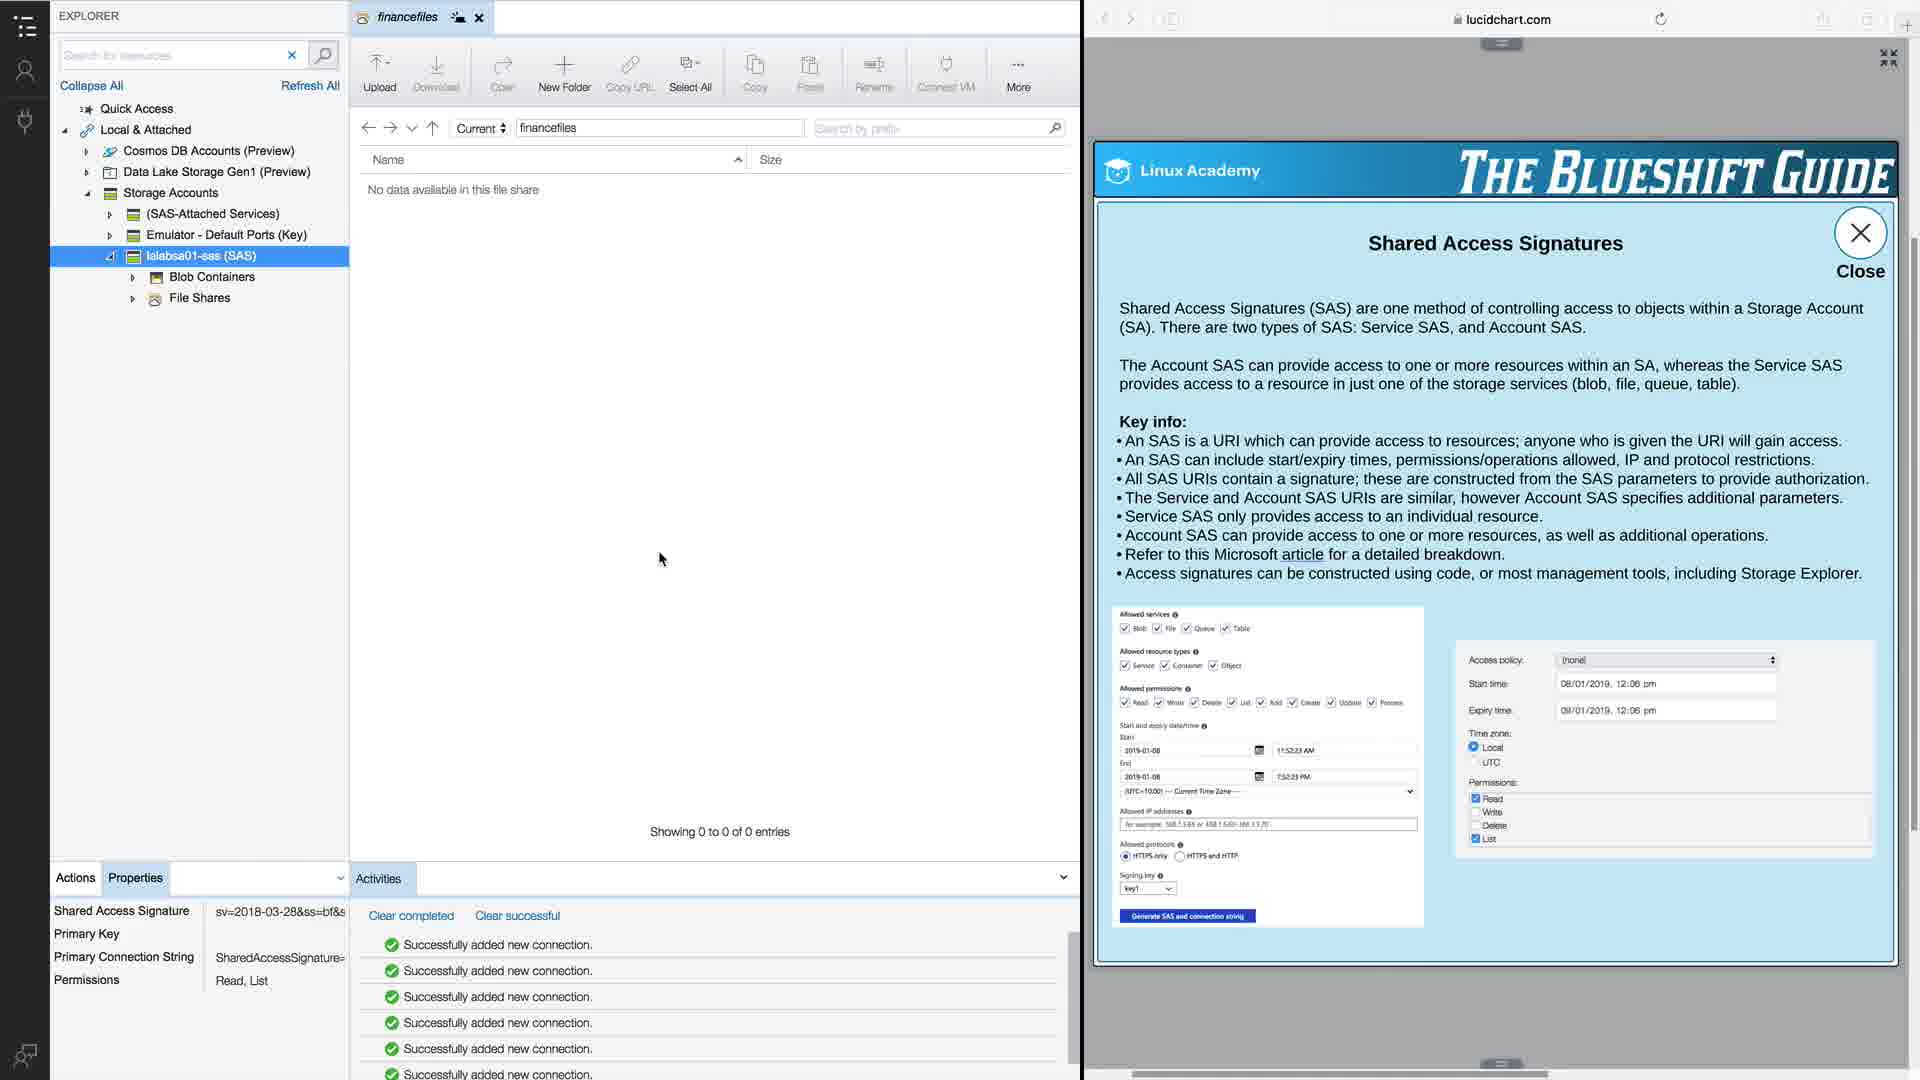 EXPLORER
Search for resources
Collapse All
Refresh All
Quick Access
Local & Attached
Cosmos DB Accounts (Preview)
Data Lake Storage Gen1 (Preview)
Storage Accounts
(SAS-Attached Services)
Emulator - Default Ports (Key)
lalabsa01-sas (SAS)
Blob Containers
File Shares
Actions
Properties
Shared Access Signature
sv=2018-03-28&ss=bf&s
Primary Key
Primary Connection String
SharedAccessSignature=
Permissions
Read, List
financefiles
Upload
Download
Open
New Folder
Copy URL
Select All
Copy
Paste
Rename
Connect VM
More
Current
financefiles
Search by prefix
Name
Size
No data available in this file share
Showing 0 to 0 of 0 entries
Activities
Clear completed
Clear successful
Successfully added new connection.
Successfully added new connection.
Successfully added new connection.
Successfully added new connection.
Successfully added new connection.
Successfully added new connection.
lucidchart.com
Linux Academy
THE BLUESHIFT GUIDE
Shared Access Signatures
Close
Shared Access Signatures (SAS) are one method of controlling access to objects within a Storage Account
(SA). There are two types of SAS: Service SAS, and Account SAS.
The Account SAS can provide access to one or more resources within an SA, whereas the Service SAS
provides access to a resource in just one of the storage services (blob, file, queue, table).
Key info:
• An SAS is a URI which can provide access to resources; anyone who is given the URI will gain access.
• An SAS can include start/expiry times, permissions/operations allowed, IP and protocol restrictions.
• All SAS URIs contain a signature; these are constructed from the SAS parameters to provide authorization.
• The Service and Account SAS URIs are similar, however Account SAS specifies additional parameters.
• Service SAS only provides access to an individual resource.
• Account SAS can provide access to one or more resources, as well as additional operations.
• Refer to this Microsoft article for a detailed breakdown.
• Access signatures can be constructed using code, or most management tools, including Storage Explorer.
Allowed services
Blob File Queue Table
Allowed resource types
Service Container Object
Allowed permissions
Read Write Delete List Add Create Update Process
Start and expiry date/time
Start
2019-01-08
11:52:23 AM
End
2019-01-08
7:52:23 PM
(UTC+10:00) --- Current Time Zone ---
Allowed IP addresses
for example, 168.1.5.65 or 168.1.5.65-168.1.5.70
Allowed protocols
HTTPS only HTTPS and HTTP
Signing key
key1
Generate SAS and connection string
Access policy: (none)
Start time: 08/01/2019, 12:06 pm
Expiry time: 09/01/2019, 12:06 pm
Time zone:
Local
UTC
Permissions:
Read
Write
Delete
List